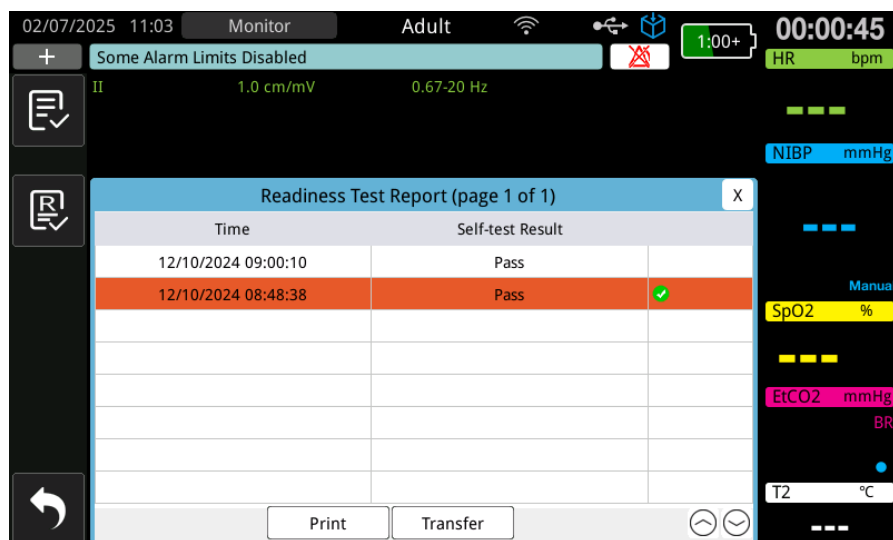 02/07/2025 11:03 Monitor Adult 1:00+ 00:00:45
+ Some Alarm Limits Disabled HR bpm
II 1.0 cm/mV 0.67-20 Hz
---
NIBP mmHg
R
Readiness Test Report (page 1 of 1) X
Time Self-test Result
---
12/10/2024 09:00:10 Pass
12/10/2024 08:48:38 Pass
Manua
SpO2 %
---
EtCO2 mmHg
BR
T2 °C
Print Transfer
---